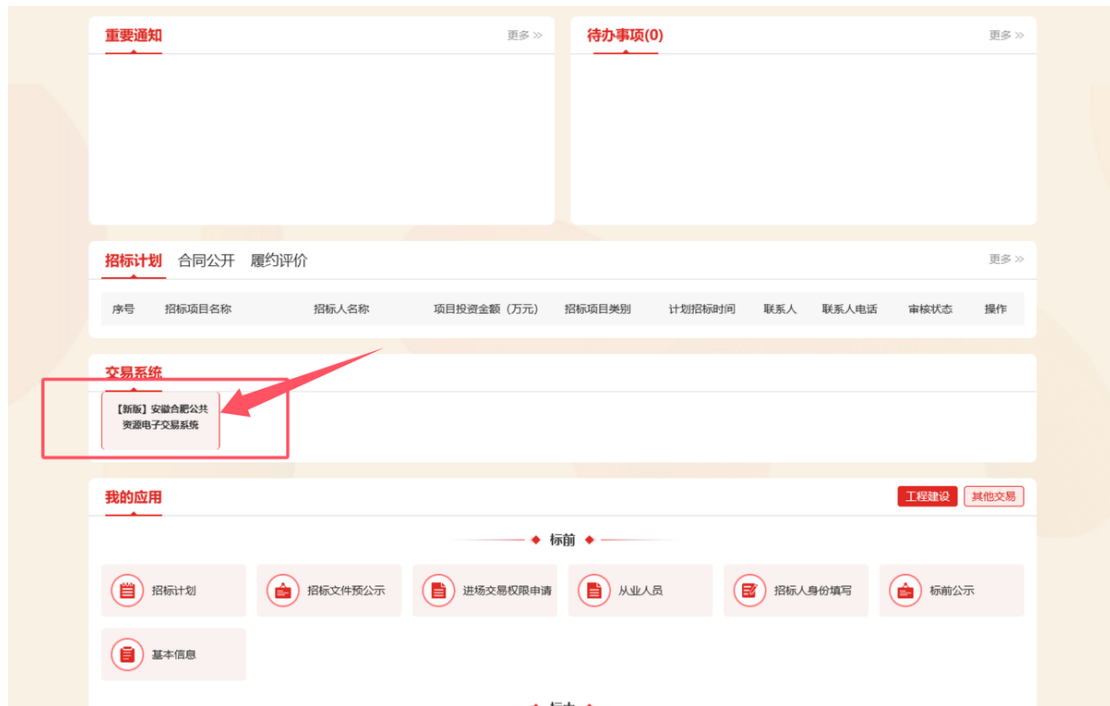 重要通知
更多 >>
待办事项(0)
更多 >>
招标计划 合同公开 履约评价
更多 >>
序号 招标项目名称 招标人名称 项目投资金额（万元） 招标项目类别 计划招标时间 联系人 联系人电话 审核状态 操作
交易系统
【新版】安徽合肥公共
资源电子交易系统
我的应用
工程建设 其他交易
标前
招标计划 招标文件预公示 进场交易权限申请 从业人员 招标人身份填写 标前公示
基本信息